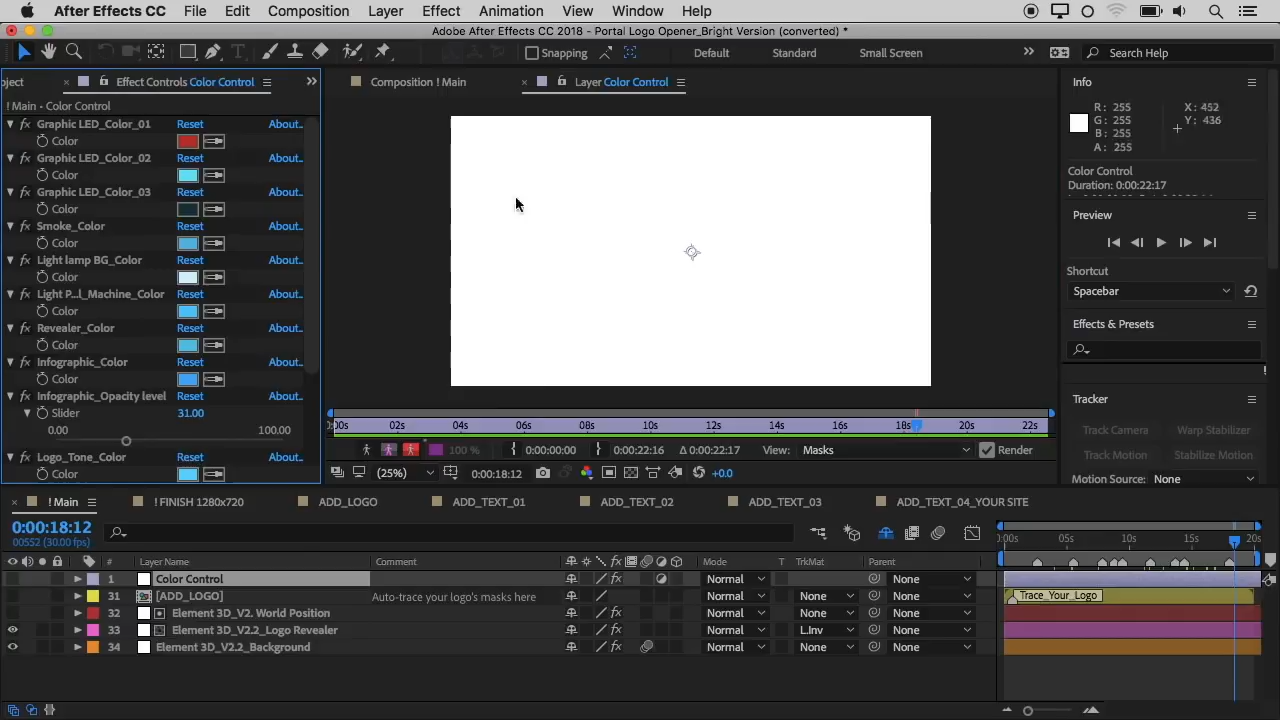 After Effects CC File Edit Composition Layer Effect Animation View Window Help
Adobe After Effects CC 2018 - Portal Logo Opener_Bright Version (converted) *
Snapping Default Standard Small Screen Search Help
oject Effect Controls Color Control
! Main - Color Control
Graphic LED_Color_01 Reset About..
Color
Graphic LED_Color_02 Reset About..
Color
Graphic LED_Color_03 Reset About..
Color
Smoke_Color Reset About..
Color
Light lamp BG_Color Reset About..
Color
Light P...l_Machine_Color Reset About..
Color
Revealer_Color Reset About..
Color
Infographic_Color Reset About..
Color
Infographic_Opacity level Reset About..
Slider 31.00
0.00 100.00
Logo_Tone_Color Reset About..
Color
Composition ! Main Layer Color Control
:00s 02s 04s 06s 08s 10s 12s 14s 16s 18s 20s 22s
100 % 0:00:00:00 0:00:22:16 Δ 0:00:22:17 View: Masks Render
(25%) 0:00:18:12 +0.0
Info
R: 255 X: 452
G: 255 Y: 436
B: 255
A: 255
Color Control
Duration: 0:00:22:17
Preview
Shortcut
Spacebar
Effects & Presets
Tracker
Track Camera Warp Stabilizer
Track Motion Stabilize Motion
Motion Source: None
! Main ! FINISH 1280x720 ADD_LOGO ADD_TEXT_01 ADD_TEXT_02 ADD_TEXT_03 ADD_TEXT_04_YOUR SITE
0:00:18:12
00552 (30.00 fps)
:00s 05s 10s 15s 20s
# Layer Name Comment Mode T TrkMat Parent
1 Color Control Normal None
31 [ADD_LOGO] Auto-trace your logo's masks here Normal None None Trace_Your_Logo
32 Element 3D_V2. World Position Normal None None
33 Element 3D_V2.2_Logo Revealer Normal L.Inv None
34 Element 3D_V2.2_Background Normal None None